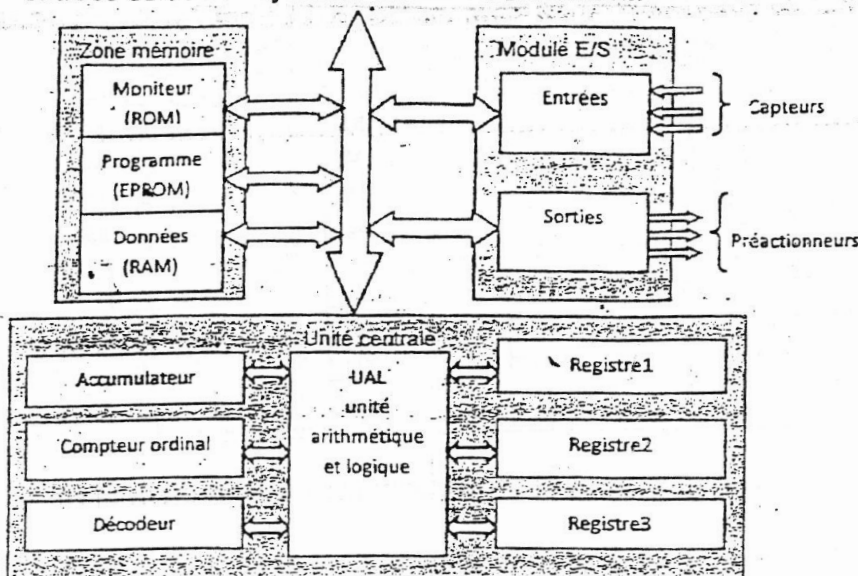 Zone mémoire
Moniteur
(ROM)
Programme
(EPROM)
Données
(RAM)
Module E/S
Entrées
Capteurs
Sorties
Préactionneurs
Unité centrale
Accumulateur
Compteur ordinal
Décodeur
UAL
unité
arithmétique
et logique
Registre1
Registre2
Registre3